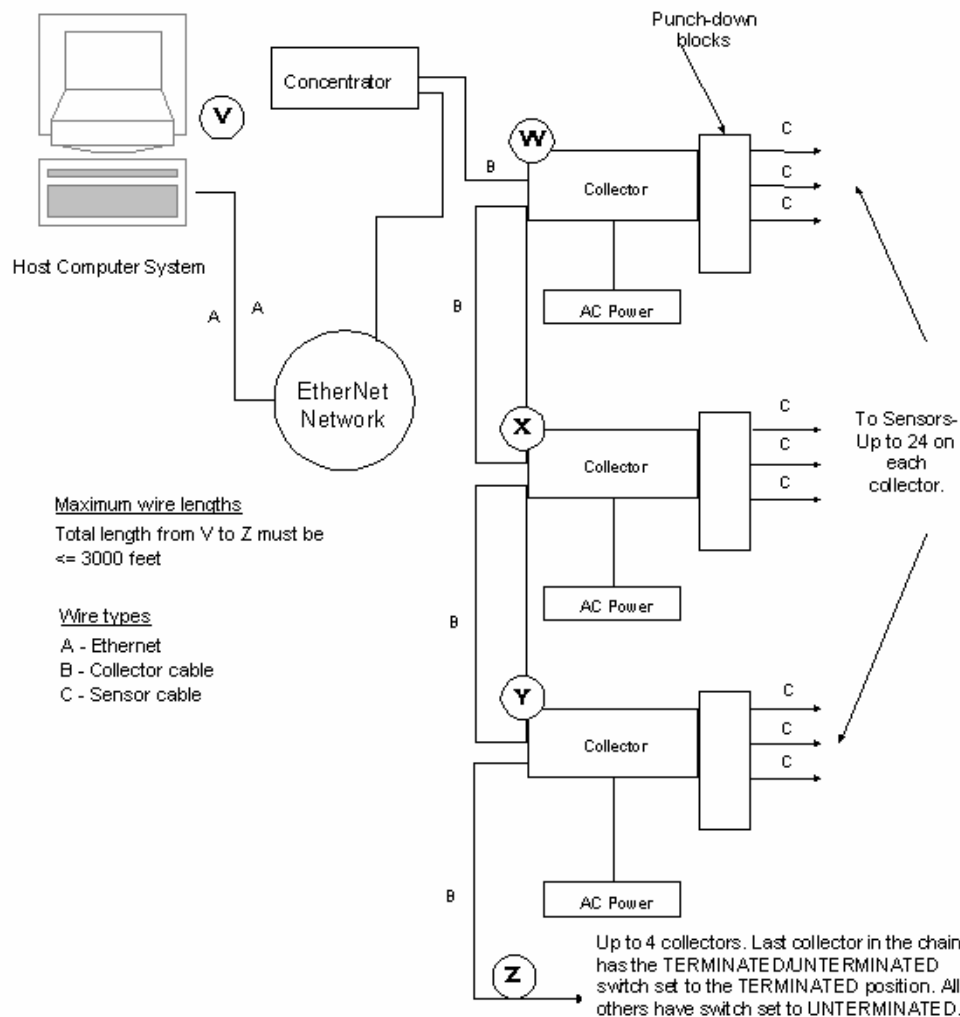 Punch-down
blocks
Concentrator
V
W
C
C
C
B
Collector
Host Computer System
AC Power
A
A
B
EtherNet
Network
X
C
C
C
Collector
To Sensors-
Up to 24 on
each
collector.
Maximum wire lengths
Total length from V to Z must be
<= 3000 feet
AC Power
Wire types
A - Ethernet
B - Collector cable
C - Sensor cable
B
Y
C
C
C
Collector
B
AC Power
Z
Up to 4 collectors. Last collector in the chain
has the TERMINATED/UNTERMINATED
switch set to the TERMINATED position. All
others have switch set to UNTERMINATED.